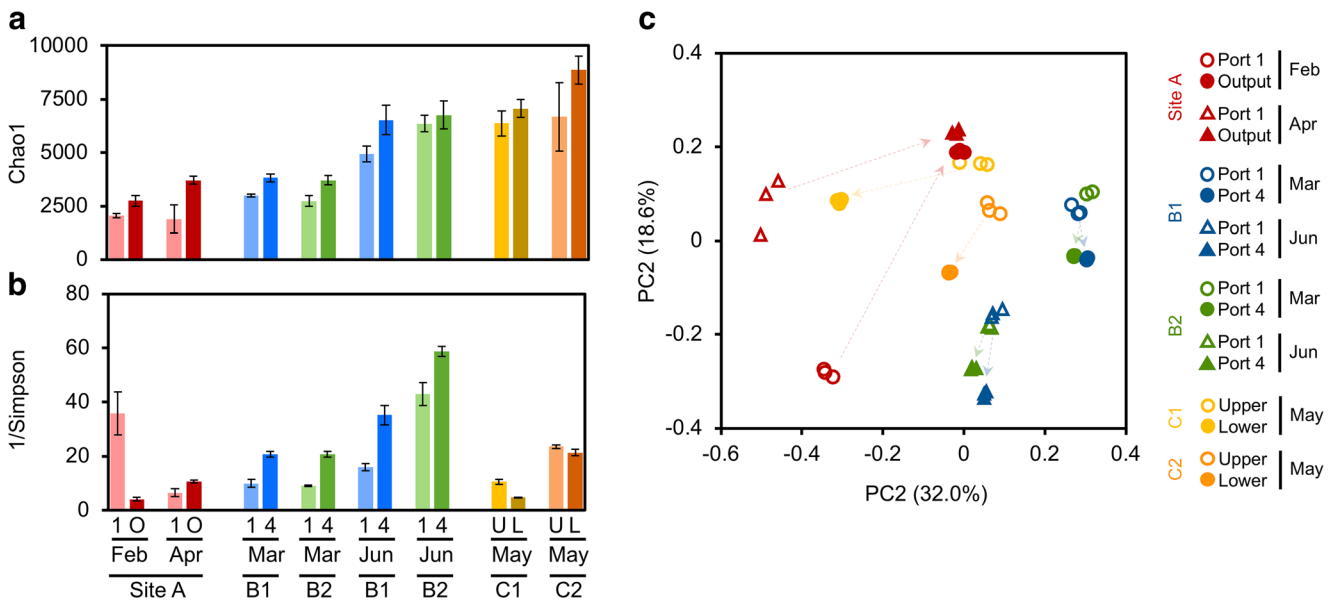 a
10000
7500
5000
2500
0
Chao1
b
80
60
40
20
0
1/Simpson
1 O 1 O 1 4 1 4 1 4 1 4 U L U L
Feb Apr Mar Mar Jun Jun May May
Site A B1 B2 B1 B2 C1 C2
c
0.4
0.2
0
-0.2
-0.4
PC2 (18.6%)
-0.6 -0.4 -0.2 0 0.2 0.4
PC2 (32.0%)
Site A
Port 1
Output
Feb
Port 1
Output
Apr
B1
Port 1
Port 4
Mar
Port 1
Port 4
Jun
B2
Port 1
Port 4
Mar
Port 1
Port 4
Jun
C1
Upper
Lower
May
C2
Upper
Lower
May